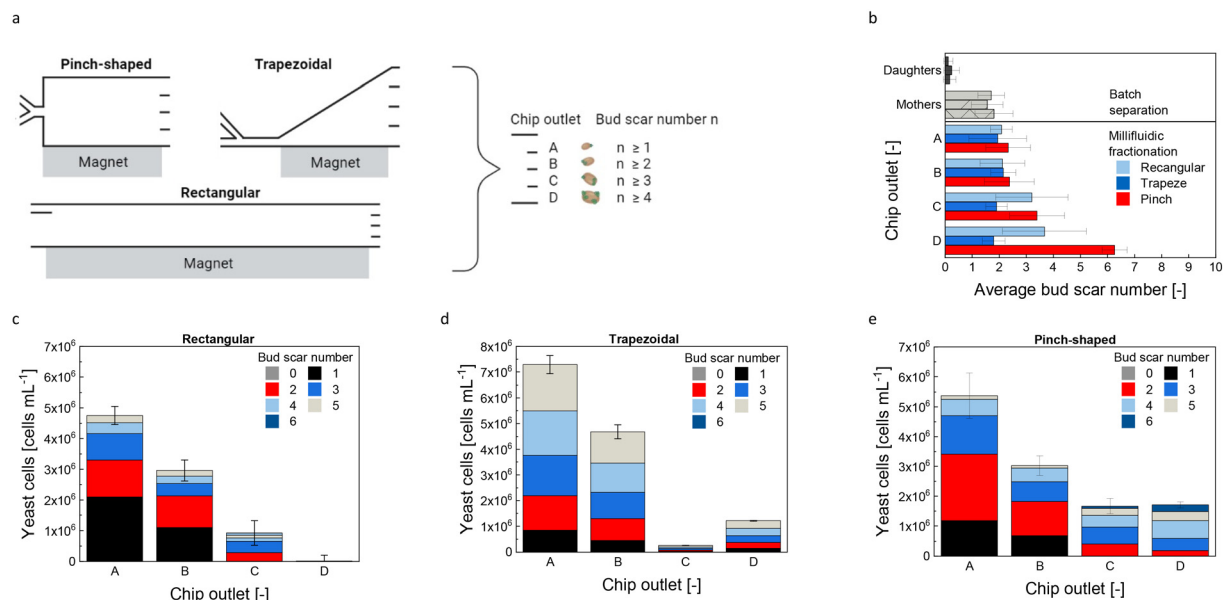 a
Pinch-shaped
Trapezoidal
Magnet
Magnet
Rectangular
Magnet
Chip outlet Bud scar number n
A n ≥ 1
B n ≥ 2
C n ≥ 3
D n ≥ 4
b
Daughters
Mothers
A
B
C
D
Chip outlet [-]
Batch
separation
Millifluidic
fractionation
Recangular
Trapeze
Pinch
0 1 2 3 4 5 6 7 8 9 10
Average bud scar number [-]
c
Rectangular
Bud scar number
0 1
2 3
4 5
6
7x10⁶
6x10⁶
5x10⁶
4x10⁶
3x10⁶
2x10⁶
1x10⁶
0
Yeast cells [cells mL⁻¹]
A B C D
Chip outlet [-]
d
Trapezoidal
Bud scar number
0 1
2 3
4 5
6
8x10⁶
7x10⁶
6x10⁶
5x10⁶
4x10⁶
3x10⁶
2x10⁶
1x10⁶
0
Yeast cells [cells mL⁻¹]
A B C D
Chip outlet [-]
e
Pinch-shaped
Bud scar number
0 1
2 3
4 5
6
7x10⁶
6x10⁶
5x10⁶
4x10⁶
3x10⁶
2x10⁶
1x10⁶
0
Yeast cells [cells mL⁻¹]
A B C D
Chip outlet [-]